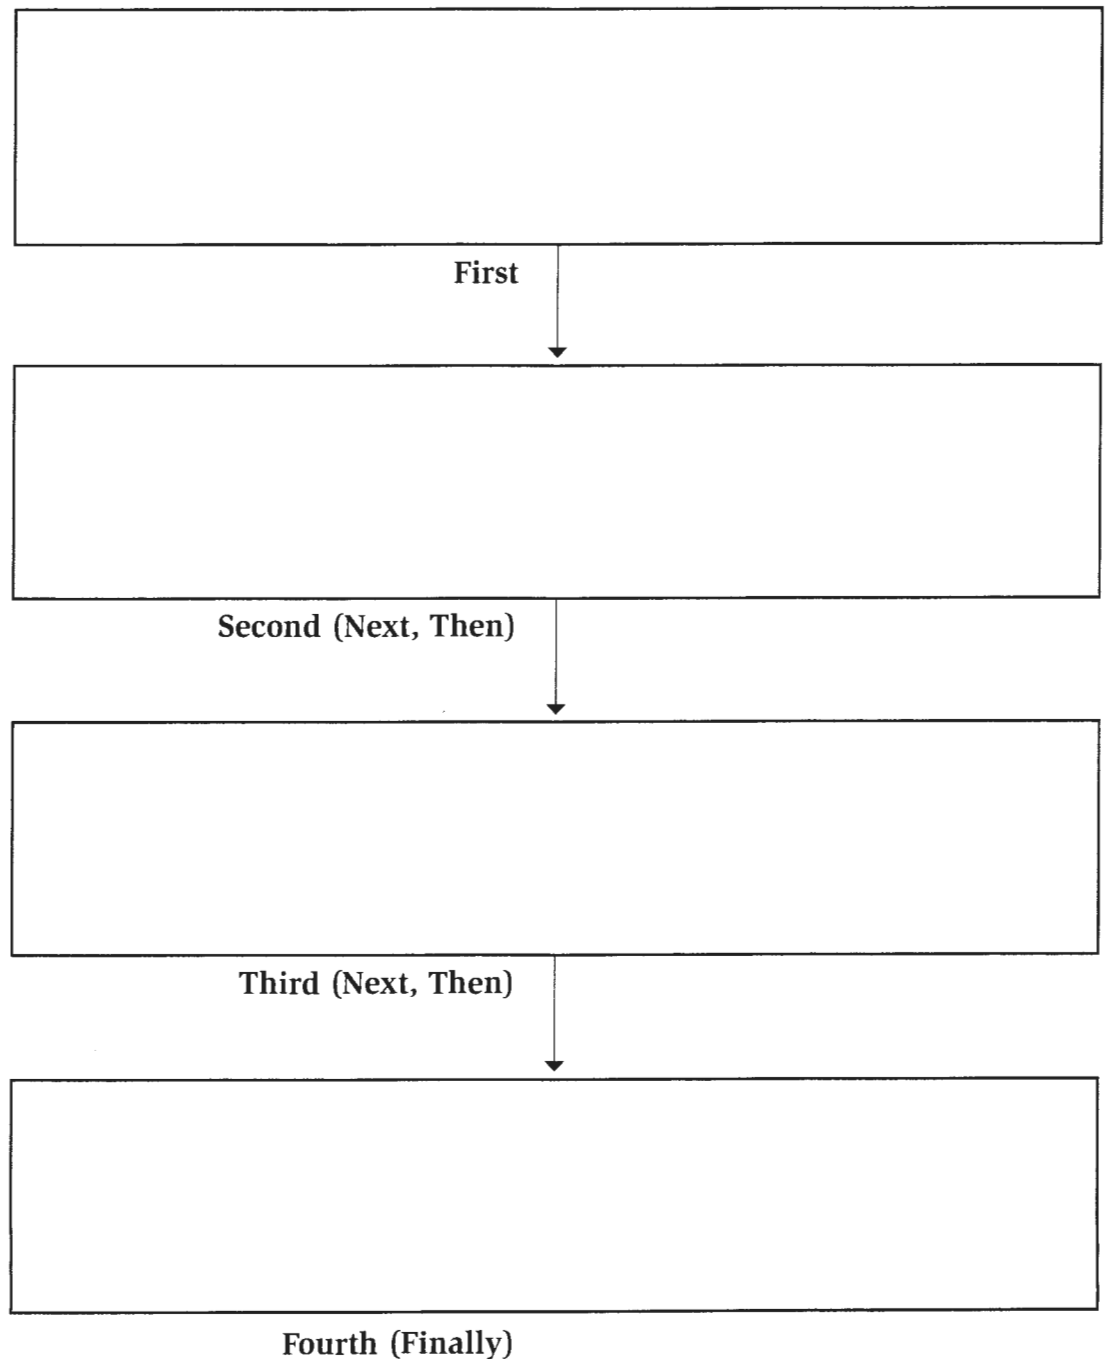 First
Second (Next, Then)
Third (Next, Then)
Fourth (Finally)